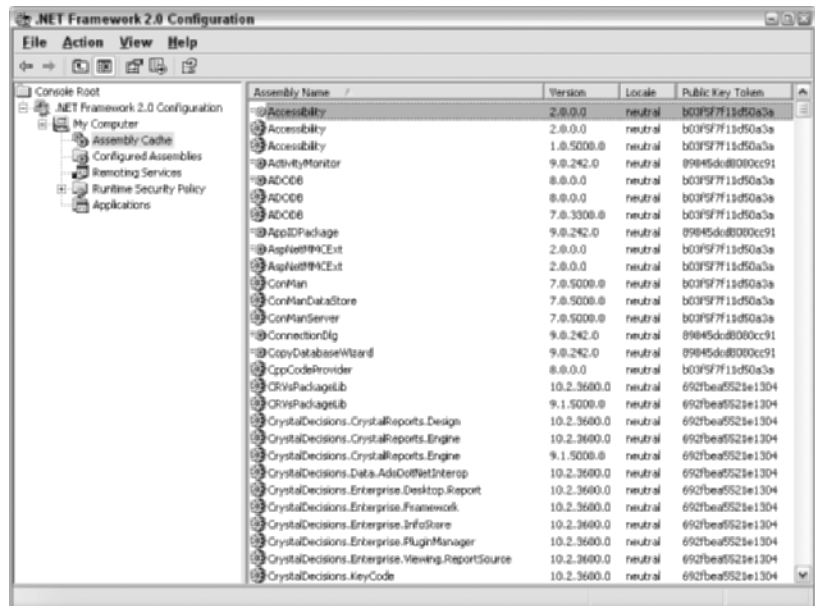 .NET Framework 2.0 Configuration
File Action View Help
Console Root
.NET Framework 2.0 Configuration
My Computer
Assembly Cache
Configured Assemblies
Remoting Services
Runtime Security Policy
Applications
Assembly Name Version Locale Public Key Token
Accessibility 2.0.0.0 neutral b03f5f7f11d50a3a
Accessibility 2.0.0.0 neutral b03f5f7f11d50a3a
Accessibility 1.0.5000.0 neutral b03f5f7f11d50a3a
ActivityMonitor 9.0.242.0 neutral 89845dcd8080cc91
ADODB 8.0.0.0 neutral b03f5f7f11d50a3a
ADODB 8.0.0.0 neutral b03f5f7f11d50a3a
ADODB 7.0.3300.0 neutral b03f5f7f11d50a3a
AppIDPackage 9.0.242.0 neutral 89845dcd8080cc91
AspNetMMCExt 2.0.0.0 neutral b03f5f7f11d50a3a
AspNetMMCExt 2.0.0.0 neutral b03f5f7f11d50a3a
ConMan 7.0.5000.0 neutral b03f5f7f11d50a3a
ConManDataStore 7.0.5000.0 neutral b03f5f7f11d50a3a
ConManServer 7.0.5000.0 neutral b03f5f7f11d50a3a
ConnectionDlg 9.0.242.0 neutral 89845dcd8080cc91
CopyDatabaseWizard 9.0.242.0 neutral 89845dcd8080cc91
CppCodeProvider 8.0.0.0 neutral b03f5f7f11d50a3a
CRVsPackageLib 10.2.3600.0 neutral 692fbea5521e1304
CRVsPackageLib 9.1.5000.0 neutral 692fbea5521e1304
CrystalDecisions.CrystalReports.Design 10.2.3600.0 neutral 692fbea5521e1304
CrystalDecisions.CrystalReports.Engine 10.2.3600.0 neutral 692fbea5521e1304
CrystalDecisions.CrystalReports.Engine 9.1.5000.0 neutral 692fbea5521e1304
CrystalDecisions.Data.AdoDotNetInterop 10.2.3600.0 neutral 692fbea5521e1304
CrystalDecisions.Enterprise.Desktop.Report 10.2.3600.0 neutral 692fbea5521e1304
CrystalDecisions.Enterprise.Framework 10.2.3600.0 neutral 692fbea5521e1304
CrystalDecisions.Enterprise.InfoStore 10.2.3600.0 neutral 692fbea5521e1304
CrystalDecisions.Enterprise.PluginManager 10.2.3600.0 neutral 692fbea5521e1304
CrystalDecisions.Enterprise.Viewing.ReportSource 10.2.3600.0 neutral 692fbea5521e1304
CrystalDecisions.KeyCode 10.2.3600.0 neutral 692fbea5521e1304